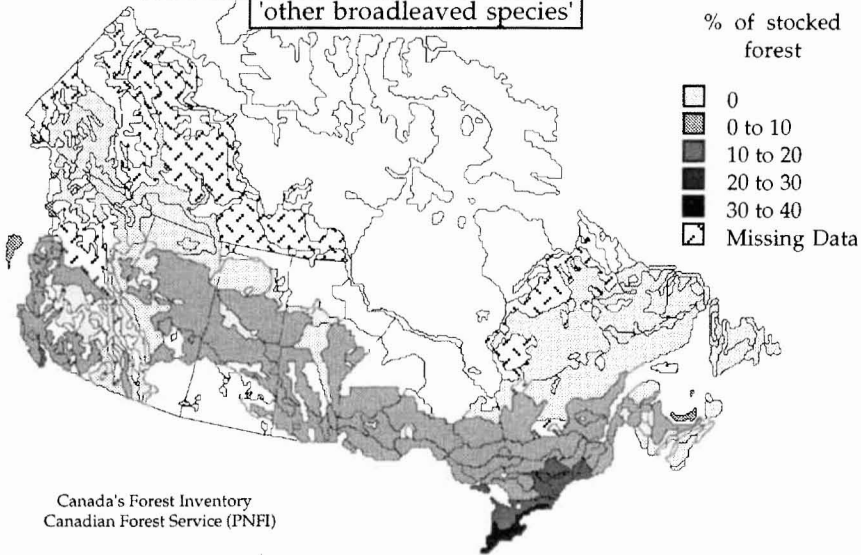 'other broadleaved species'
% of stocked
forest
0
0 to 10
10 to 20
20 to 30
30 to 40
Missing Data
Canada's Forest Inventory
Canadian Forest Service (PNFI)